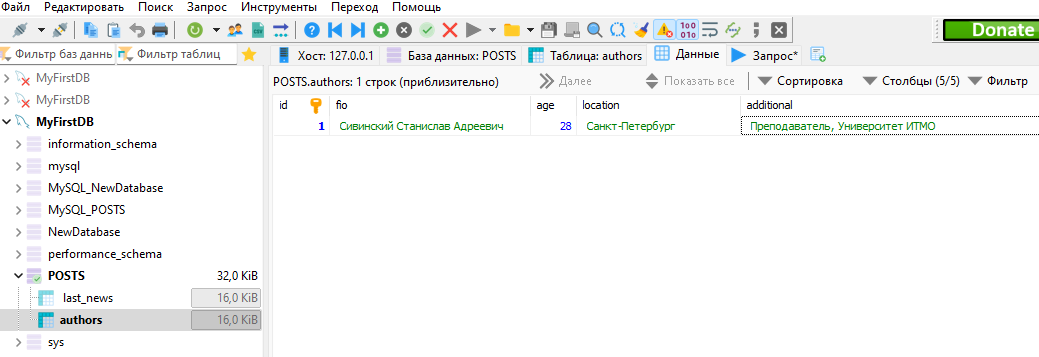 Файл Редактировать Поиск Запрос Инструменты Переход Помощь
Donate
Фильтр баз данны Фильтр таблиц
Хост: 127.0.0.1 База данных: POSTS Таблица: authors Данные Запрос*
MyFirstDB
MyFirstDB
MyFirstDB
information_schema
mysql
MySQL_NewDatabase
MySQL_POSTS
NewDatabase
performance_schema
POSTS 32,0 KiB
last_news 16,0 KiB
authors 16,0 KiB
sys
POSTS.authors: 1 строк (приблизительно) Далее Показать все Сортировка Столбцы (5/5) Фильтр
id fio age location additional
1 Сивинский Станислав Адреевич 28 Санкт-Петербург Преподаватель, Университет ИТМО